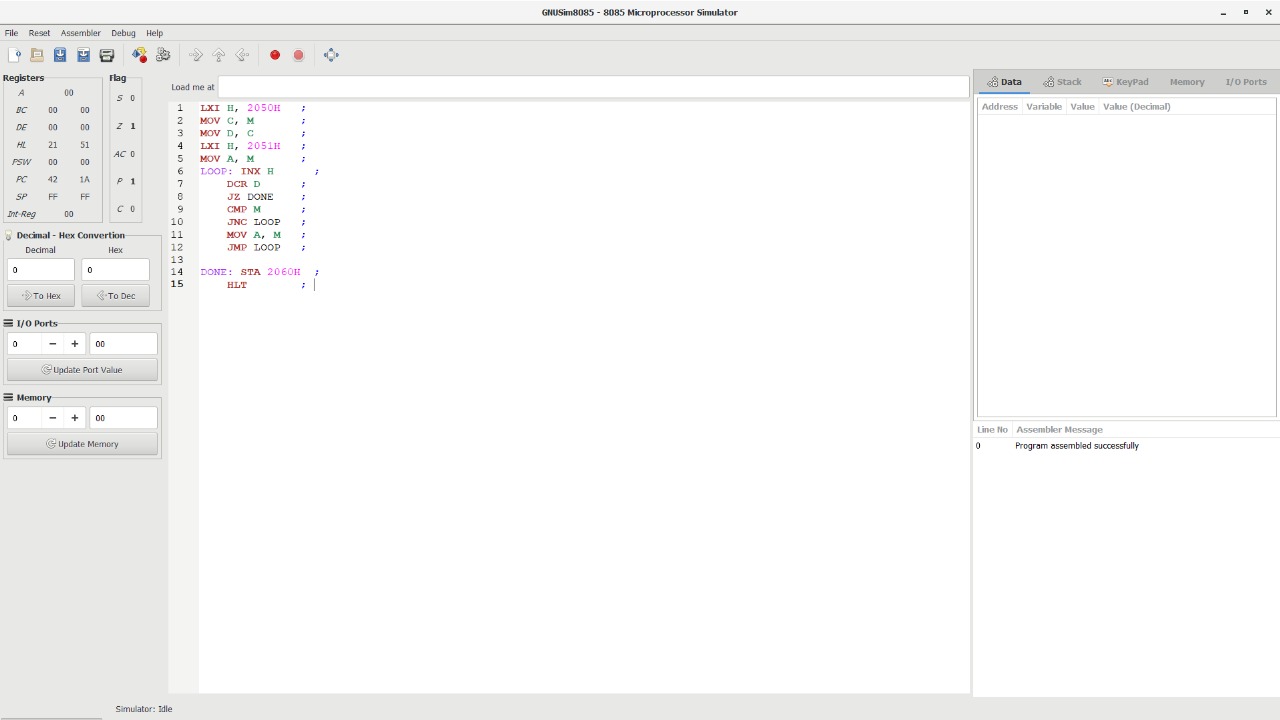 GNUSim8085 - 8085 Microprocessor Simulator
File Reset Assembler Debug Help
Registers Flag
A 00
BC 00 00
DE 00 00
HL 21 51
PSW 00 00
PC 42 1A
SP FF FF
Int-Reg 00
S 0
Z 1
AC 0
P 1
C 0
Decimal - Hex Convertion
Decimal Hex
0 0
To Hex To Dec
I/O Ports
0 − + 00
Update Port Value
Memory
0 − + 00
Update Memory
Load me at
1 LXI H, 2050H ;
2 MOV C, M ;
3 MOV D, C ;
4 LXI H, 2051H ;
5 MOV A, M ;
6 LOOP: INX H ;
7 DCR D ;
8 JZ DONE ;
9 CMP M ;
10 JNC LOOP ;
11 MOV A, M ;
12 JMP LOOP ;
13
14 DONE: STA 2060H ;
15 HLT ;
Data Stack KeyPad Memory I/O Ports
Address Variable Value Value (Decimal)
Line No Assembler Message
0 Program assembled successfully
Simulator: Idle